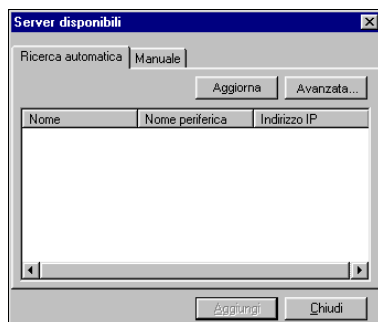 Server disponibili
Ricerca automatica Manuale
Aggiorna Avanzata...
Nome Nome periferica Indirizzo IP
Aggiungi Chiudi